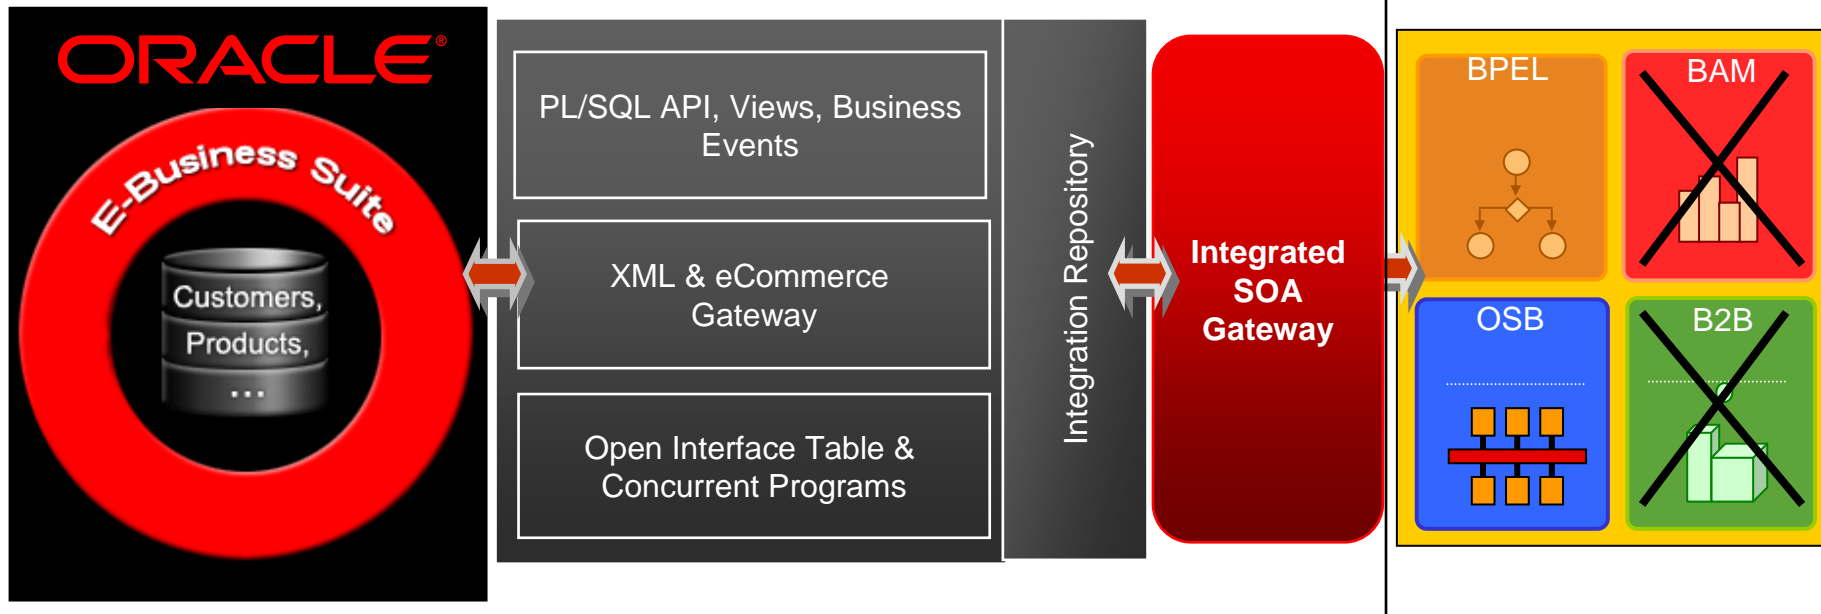 ORACLE®
E-Business Suite
Customers,
Products,
...
PL/SQL API, Views, Business
Events
XML & eCommerce
Gateway
Open Interface Table &
Concurrent Programs
Integration Repository
Integrated
SOA
Gateway
BPEL
BAM
OSB
B2B